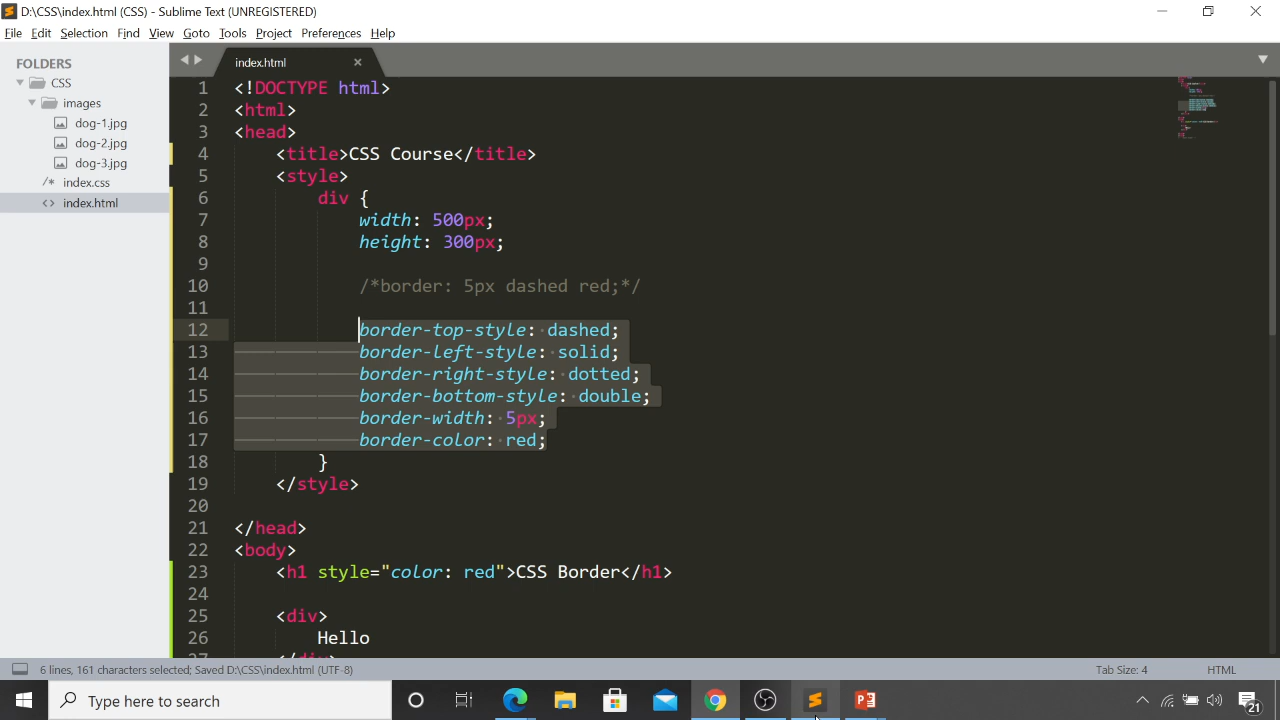 D:\CSS\index.html (CSS) - Sublime Text (UNREGISTERED)
File Edit Selection Find View Goto Tools Project Preferences Help
FOLDERS
CSS
images
dog-1.jpg
dog-2.jpg
dog-3.jpg
/* index.css
<> index.html
index.html ×
1 <!DOCTYPE html>
2 <html>
3 <head>
4 <title>CSS Course</title>
5 <style>
6 div {
7 width: 500px;
8 height: 300px;
9
10 /*border: 5px dashed red;*/
11
12 border-top-style: dashed;
13 border-left-style: solid;
14 border-right-style: dotted;
15 border-bottom-style: double;
16 border-width: 5px;
17 border-color: red;
18 }
19 </style>
20
21 </head>
22 <body>
23 <h1 style="color: red">CSS Border</h1>
24
25 <div>
26 Hello
27 </div>
6 lines, 161 characters selected; Saved D:\CSS\index.html (UTF-8)
Tab Size: 4
HTML
Type here to search
21